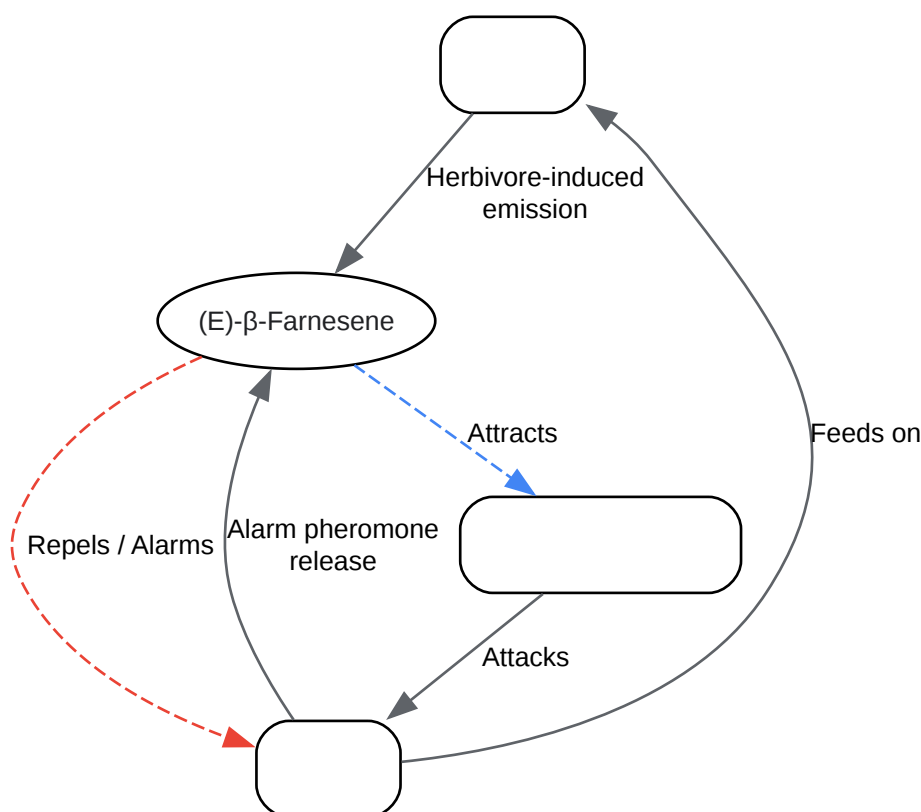 Herbivore-induced
emission
(E)-β-Farnesene
Attracts
Feeds on
Repels / Alarms
Alarm pheromone
release
Attacks